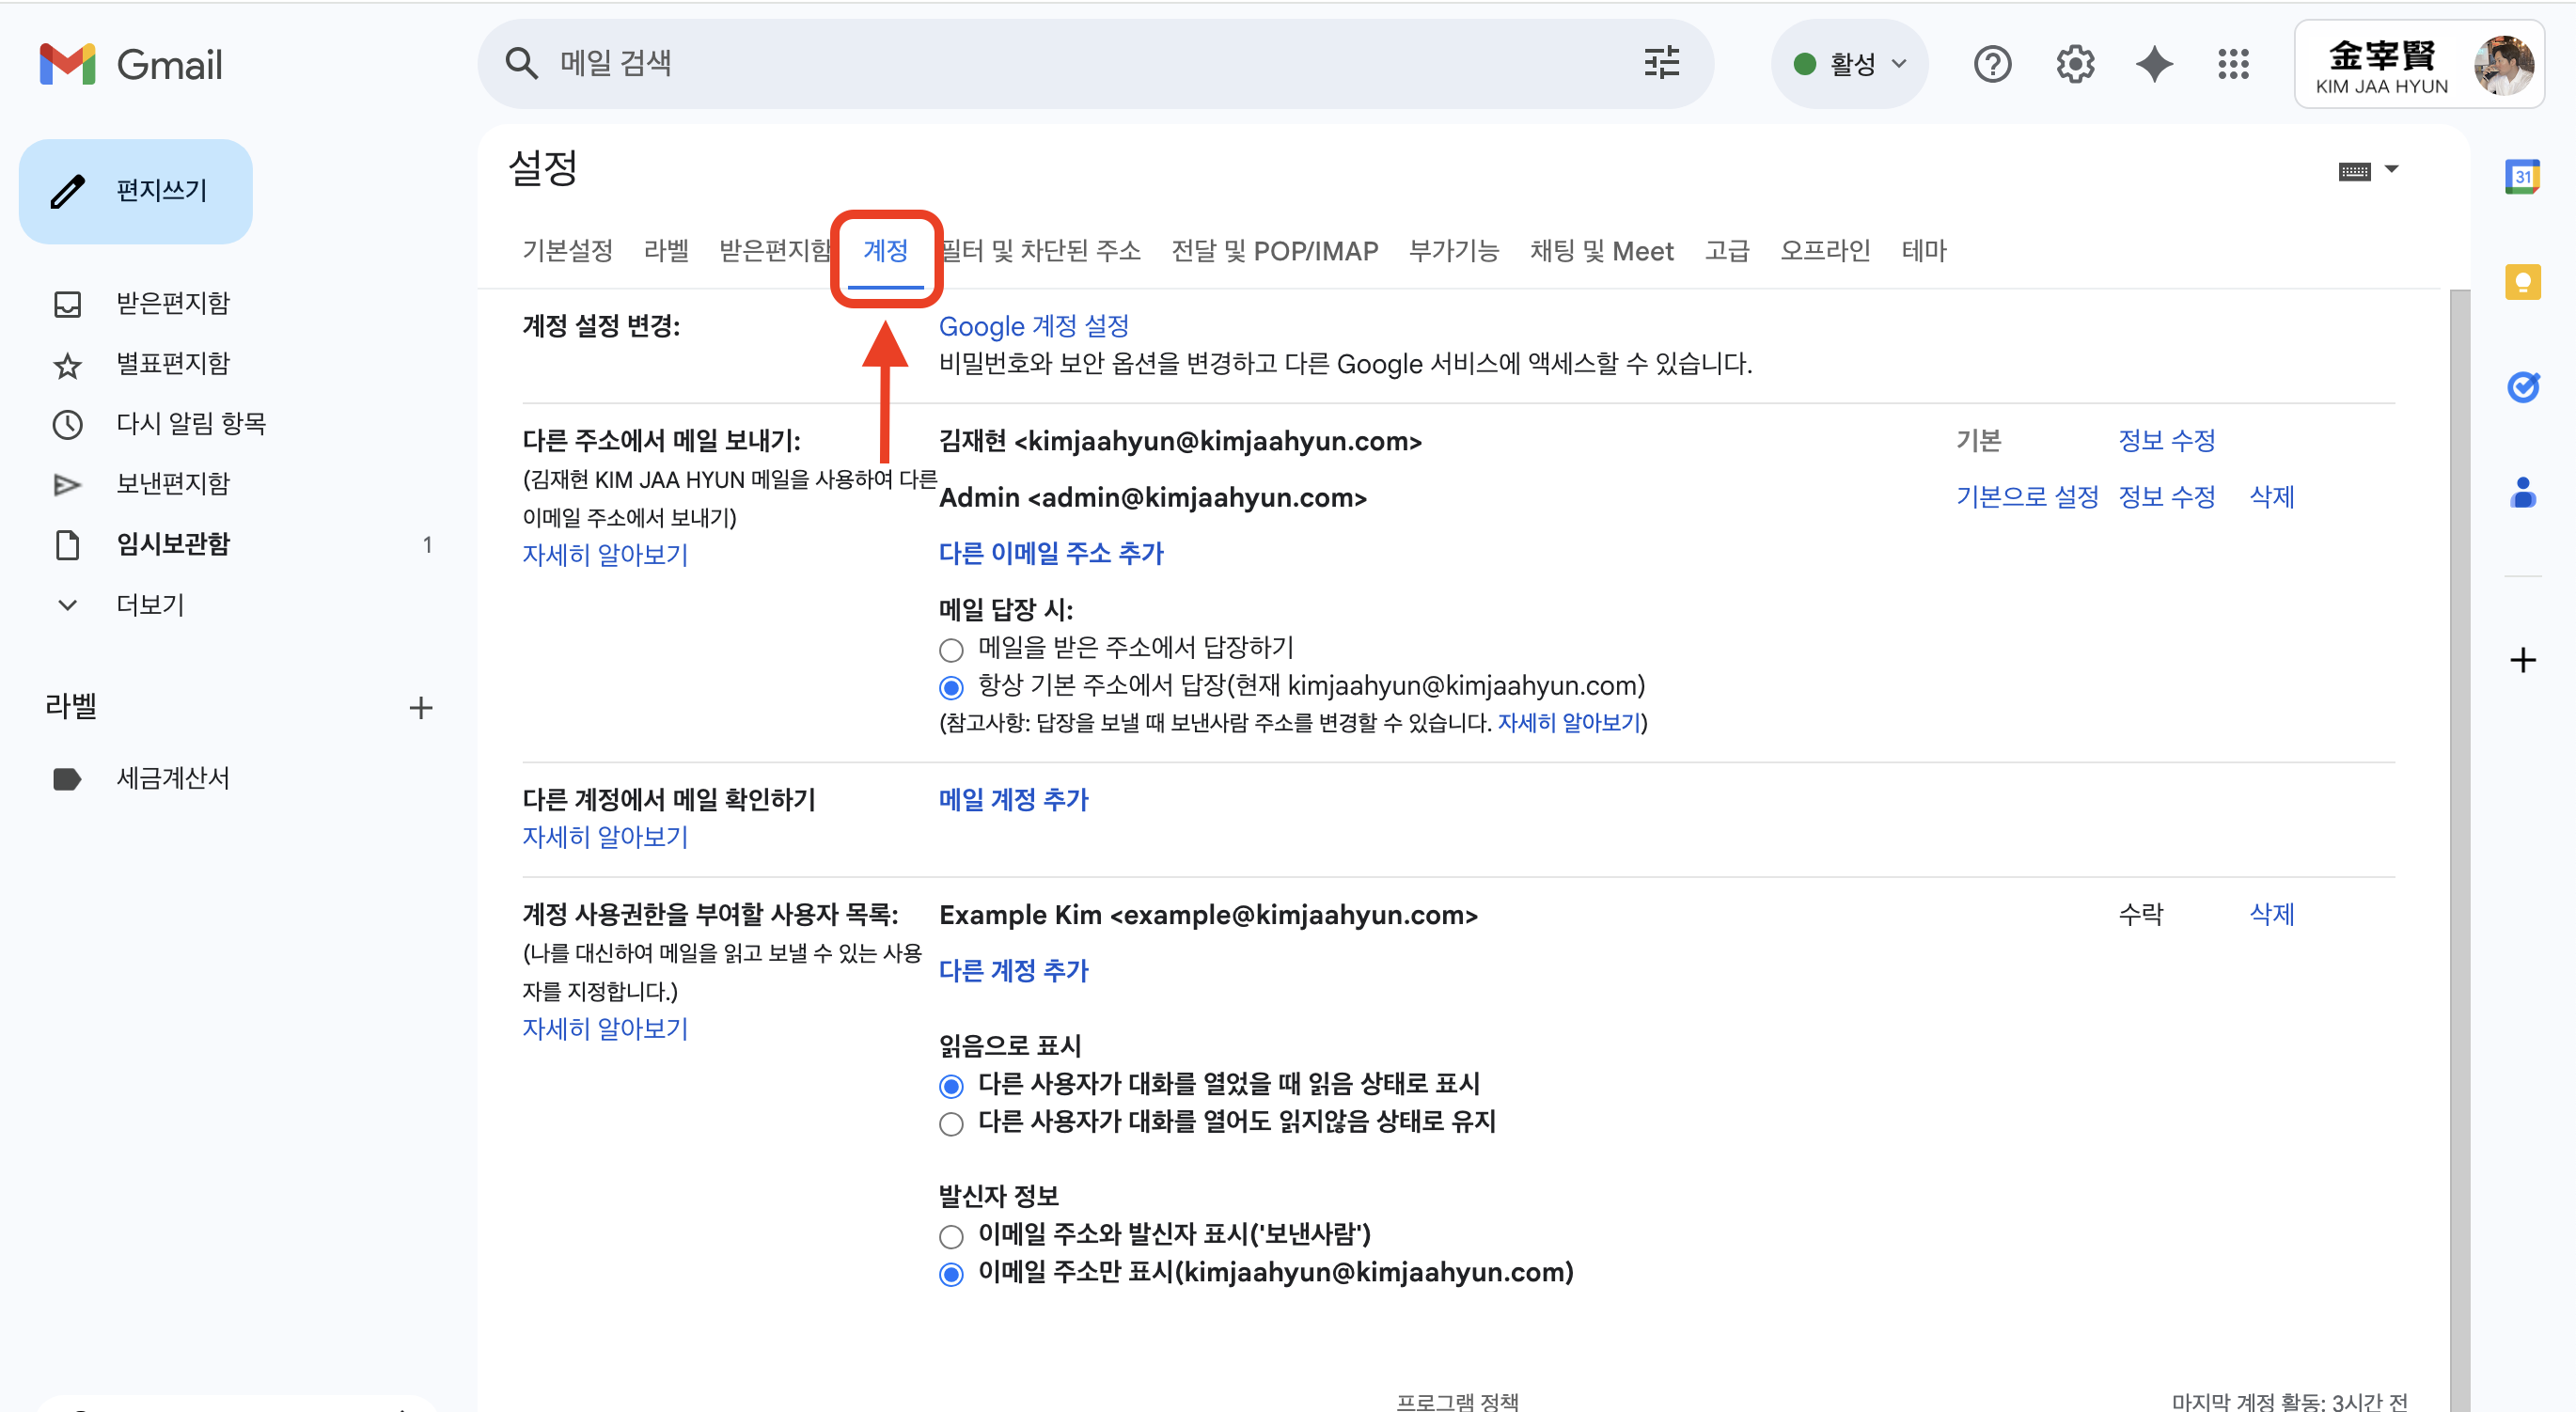 Gmail
메일 검색
활성
金宰賢
KIM JAA HYUN
편지쓰기
받은편지함
별표편지함
다시 알림 항목
보낸편지함
임시보관함 1
더보기
라벨
세금계산서
설정
기본설정 라벨 받은편지함 계정 필터 및 차단된 주소 전달 및 POP/IMAP 부가기능 채팅 및 Meet 고급 오프라인 테마
계정 설정 변경:
Google 계정 설정
비밀번호와 보안 옵션을 변경하고 다른 Google 서비스에 액세스할 수 있습니다.
다른 주소에서 메일 보내기:
(김재현 KIM JAA HYUN 메일을 사용하여 다른
이메일 주소에서 보내기)
자세히 알아보기
김재현 <kimjaahyun@kimjaahyun.com> 기본 정보 수정
Admin <admin@kimjaahyun.com> 기본으로 설정 정보 수정 삭제
다른 이메일 주소 추가
메일 답장 시:
메일을 받은 주소에서 답장하기
항상 기본 주소에서 답장(현재 kimjaahyun@kimjaahyun.com)
(참고사항: 답장을 보낼 때 보낸사람 주소를 변경할 수 있습니다. 자세히 알아보기)
다른 계정에서 메일 확인하기
자세히 알아보기
메일 계정 추가
계정 사용권한을 부여할 사용자 목록:
(나를 대신하여 메일을 읽고 보낼 수 있는 사용
자를 지정합니다.)
자세히 알아보기
Example Kim <example@kimjaahyun.com> 수락 삭제
다른 계정 추가
읽음으로 표시
다른 사용자가 대화를 열었을 때 읽음 상태로 표시
다른 사용자가 대화를 열어도 읽지않음 상태로 유지
발신자 정보
이메일 주소와 발신자 표시('보낸사람')
이메일 주소만 표시(kimjaahyun@kimjaahyun.com)
프로그램 정책
마지막 계정 활동: 3시간 전
31